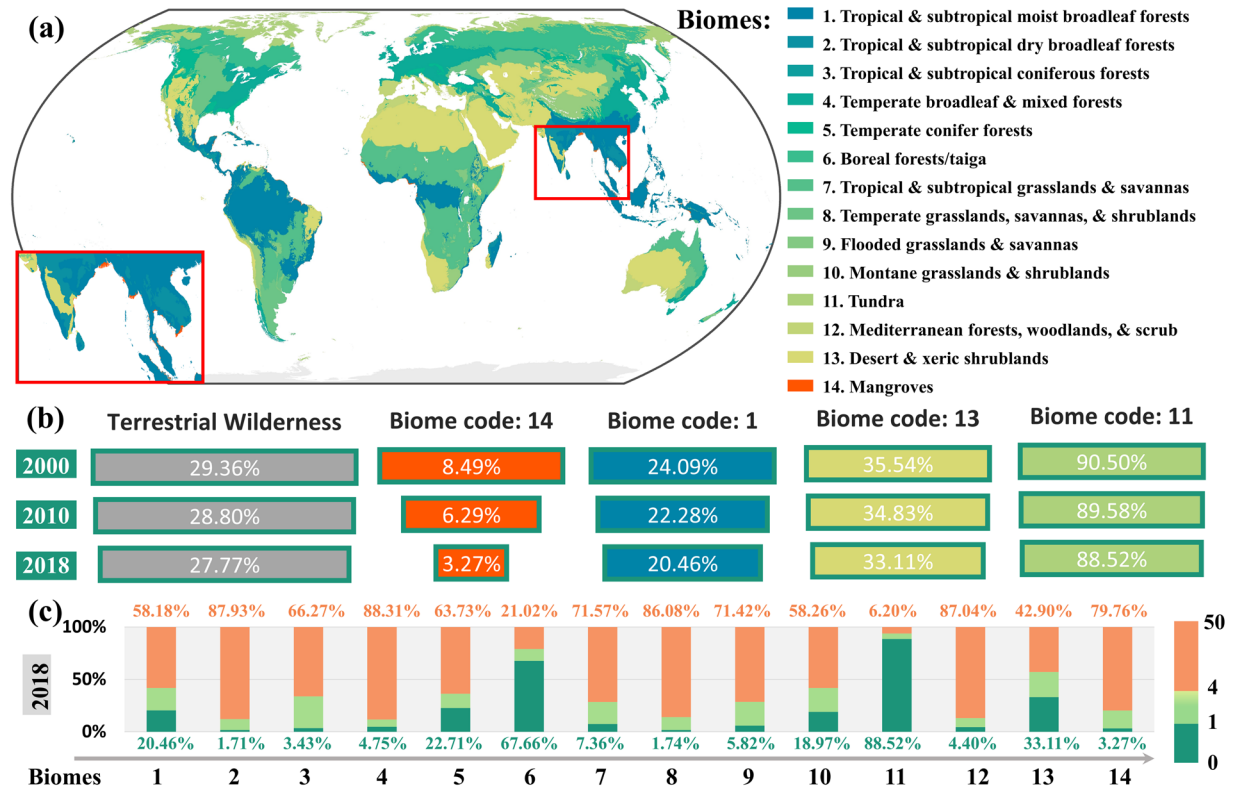 (a)
Biomes:
1. Tropical & subtropical moist broadleaf forests
2. Tropical & subtropical dry broadleaf forests
3. Tropical & subtropical coniferous forests
4. Temperate broadleaf & mixed forests
5. Temperate conifer forests
6. Boreal forests/taiga
7. Tropical & subtropical grasslands & savannas
8. Temperate grasslands, savannas, & shrublands
9. Flooded grasslands & savannas
10. Montane grasslands & shrublands
11. Tundra
12. Mediterranean forests, woodlands, & scrub
13. Desert & xeric shrublands
14. Mangroves
(b)
Terrestrial Wilderness Biome code: 14 Biome code: 1 Biome code: 13 Biome code: 11
2000 29.36% 8.49% 24.09% 35.54% 90.50%
2010 28.80% 6.29% 22.28% 34.83% 89.58%
2018 27.77% 3.27% 20.46% 33.11% 88.52%
(c) 58.18% 87.93% 66.27% 88.31% 63.73% 21.02% 71.57% 86.08% 71.42% 58.26% 6.20% 87.04% 42.90% 79.76%
100%
50%
0%
2018
50
4
1
0
20.46% 1.71% 3.43% 4.75% 22.71% 67.66% 7.36% 1.74% 5.82% 18.97% 88.52% 4.40% 33.11% 3.27%
Biomes 1 2 3 4 5 6 7 8 9 10 11 12 13 14